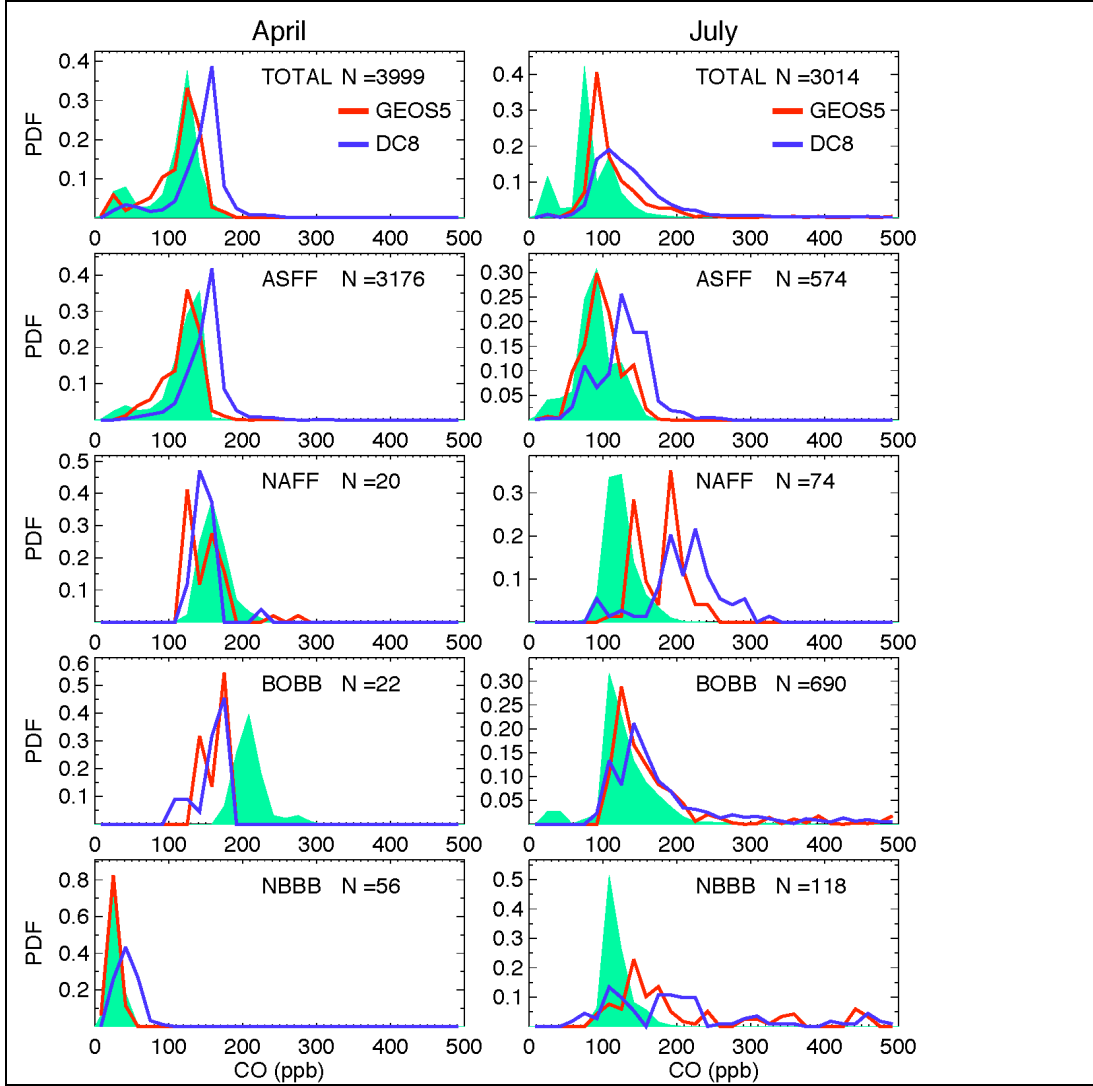 April
July
PDF
0.4
0.3
0.2
0.1
TOTAL N =3999
GEOS5
DC8
0 100 200 300 400 500
0.4
0.3
0.2
0.1
TOTAL N =3014
GEOS5
DC8
0 100 200 300 400 500
PDF
0.4
0.3
0.2
0.1
ASFF N =3176
0 100 200 300 400 500
0.30
0.25
0.20
0.15
0.10
0.05
ASFF N =574
0 100 200 300 400 500
PDF
0.5
0.4
0.3
0.2
0.1
NAFF N =20
0 100 200 300 400 500
0.3
0.2
0.1
NAFF N =74
0 100 200 300 400 500
PDF
0.6
0.5
0.4
0.3
0.2
0.1
BOBB N =22
0 100 200 300 400 500
0.30
0.25
0.20
0.15
0.10
0.05
BOBB N =690
0 100 200 300 400 500
PDF
0.8
0.6
0.4
0.2
NBBB N =56
0 100 200 300 400 500
CO (ppb)
0.5
0.4
0.3
0.2
0.1
NBBB N =118
0 100 200 300 400 500
CO (ppb)